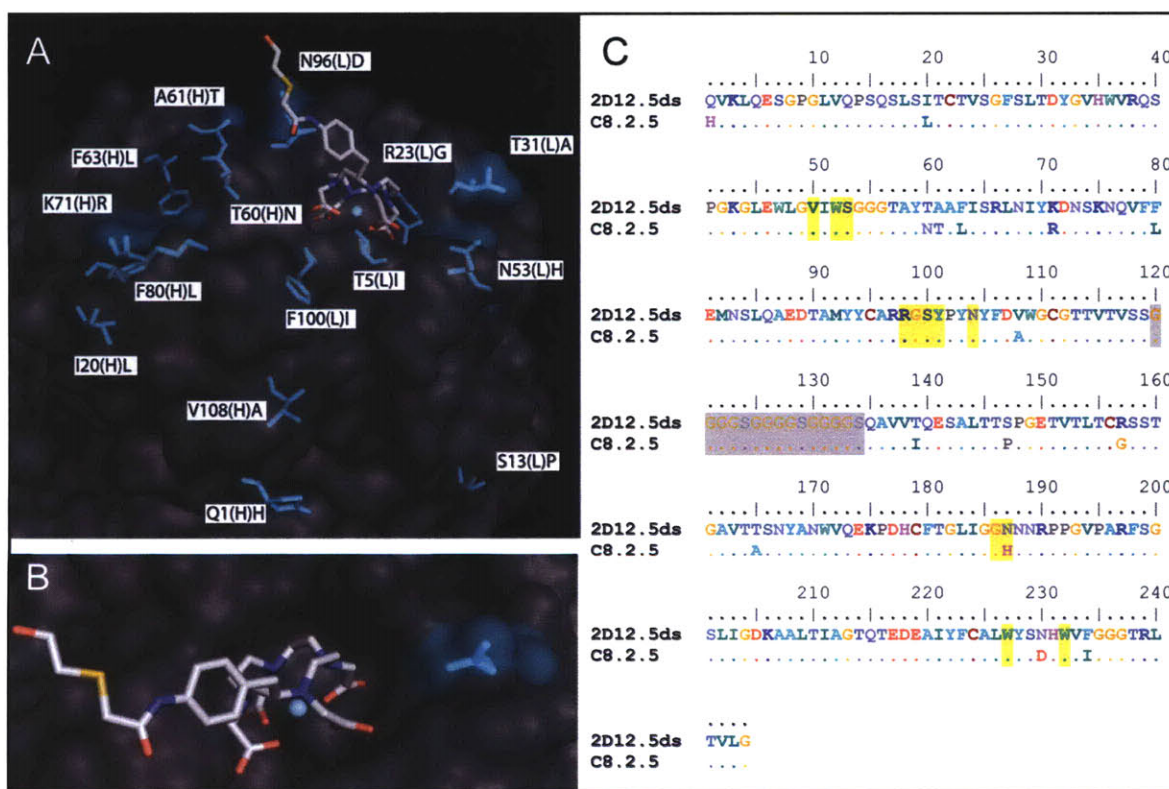 A
N96(L)D
A61(H)T
F63(H)L
R23(L)G
T31(L)A
K71(H)R
T60(H)N
T5(L)I
N53(L)H
F80(H)L
F100(L)I
I20(H)L
V108(H)A
S13(L)P
Q1(H)H
B
C
10 20 30 40
2D12.5ds QVKLQESGPGLVQPSQSLSITCTVSGFSLTDYGVHWVRQS
C8.2.5 H..................L....................
50 60 70 80
2D12.5ds PGKGLEWLGVIWSGGGTAYTAAFISRLNIYKDNSKNQVFF
C8.2.5 ...................NT.L.......R........L
90 100 110 120
2D12.5ds EMNSLQAEDTAMYYCARRGSYPYNYFDVWGCGTTVTVSSG
C8.2.5 ...........................A............
130 140 150 160
2D12.5ds GGGSGGGGSGGGGSQAVVTQESALTTSPGETVTLTCRSST
C8.2.5 ..................I.......P.........G...
170 180 190 200
2D12.5ds GAVTTSNYANWVQEKPDHCFTGLIGGNNNRPPGVPARFSG
C8.2.5 ....A.....................H.............
210 220 230 240
2D12.5ds SLIGDKAALTIAGTQTEDEAIYFCALWYSNHWVFGGGTRL
C8.2.5 .............................D...I......
2D12.5ds TVLG
C8.2.5 ....